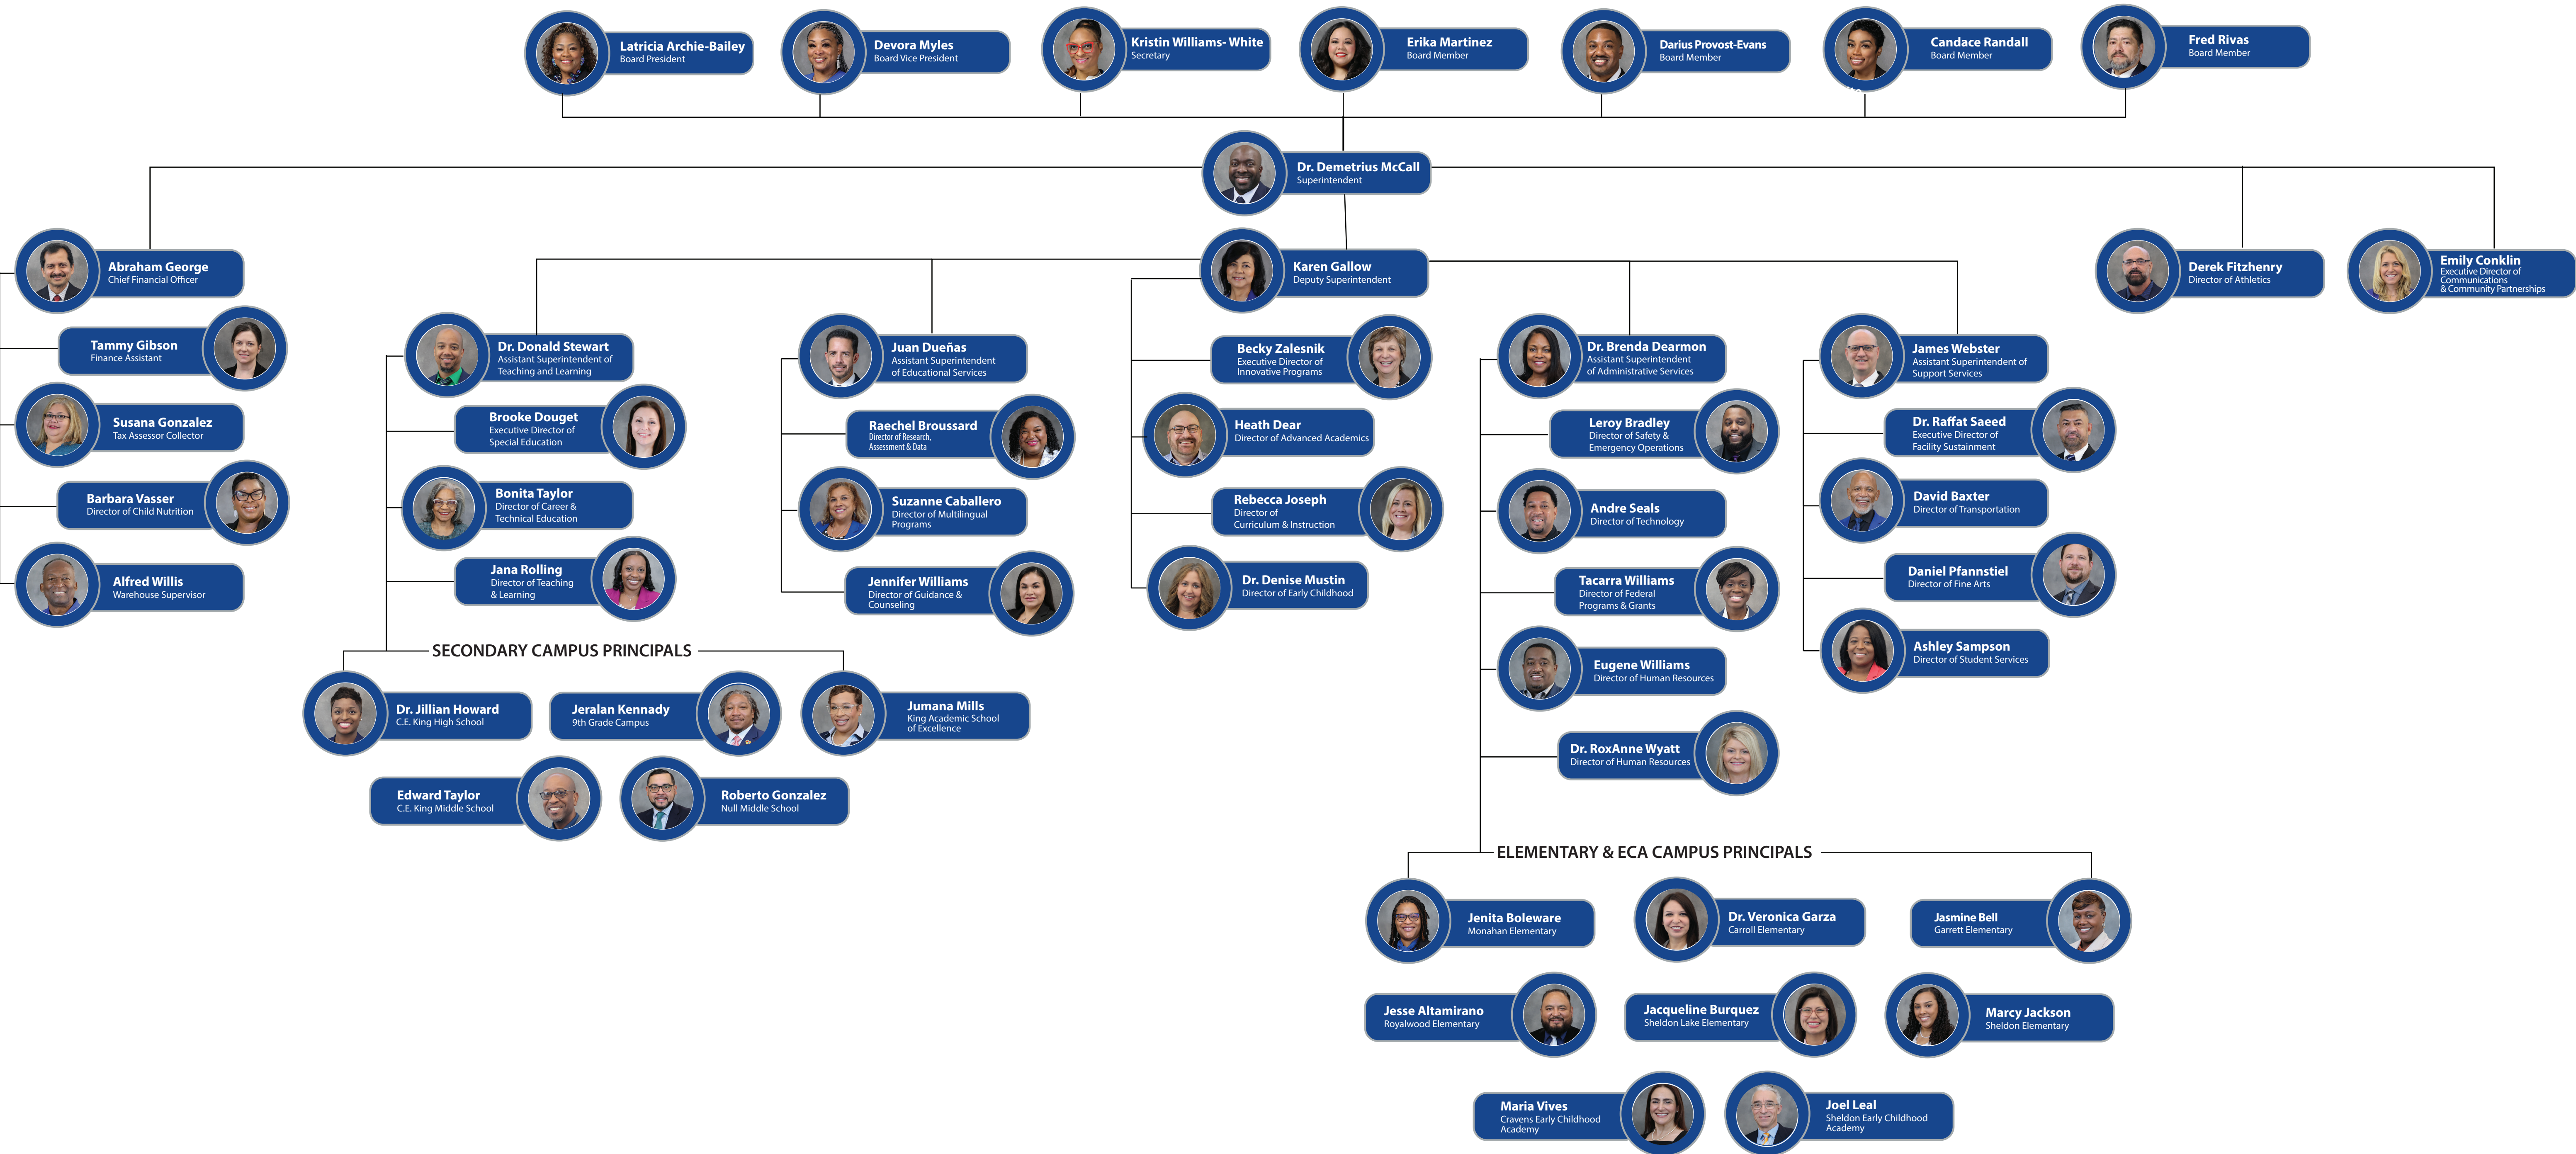 Latricia Archie-Bailey
Board President
Devora Myles
Board Vice President
Kristin Williams- White
Secretary
Erika Martinez
Board Member
Darius Provost-Evans
Board Member
Candace Randall
Board Member
Fred Rivas
Board Member
Dr. Demetrius McCall
Superintendent
Abraham George
Chief Financial Officer
Karen Gallow
Deputy Superintendent
Derek Fitzhenry
Director of Athletics
Emily Conklin
Executive Director of
Communications
& Community Partnerships
Tammy Gibson
Finance Assistant
Susana Gonzalez
Tax Assessor Collector
Barbara Vasser
Director of Child Nutrition
Alfred Willis
Warehouse Supervisor
Dr. Donald Stewart
Assistant Superintendent of
Teaching and Learning
Brooke Douget
Executive Director of
Special Education
Bonita Taylor
Director of Career &
Technical Education
Jana Rolling
Director of Teaching
& Learning
Juan Dueñas
Assistant Superintendent
of Educational Services
Raechel Broussard
Director of Research,
Assessment & Data
Suzanne Caballero
Director of Multilingual
Programs
Jennifer Williams
Director of Guidance &
Counseling
Becky Zalesnik
Executive Director of
Innovative Programs
Heath Dear
Director of Advanced Academics
Rebecca Joseph
Director of
Curriculum & Instruction
Dr. Denise Mustin
Director of Early Childhood
Dr. Brenda Dearmon
Assistant Superintendent
of Administrative Services
Leroy Bradley
Director of Safety &
Emergency Operations
Andre Seals
Director of Technology
Tacarra Williams
Director of Federal
Programs & Grants
Eugene Williams
Director of Human Resources
Dr. RoxAnne Wyatt
Director of Human Resources
James Webster
Assistant Superintendent of
Support Services
Dr. Raffat Saeed
Executive Director of
Facility Sustainment
David Baxter
Director of Transportation
Daniel Pfannstiel
Director of Fine Arts
Ashley Sampson
Director of Student Services
SECONDARY CAMPUS PRINCIPALS
Dr. Jillian Howard
C.E. King High School
Jeralan Kennady
9th Grade Campus
Jumana Mills
King Academic School
of Excellence
Edward Taylor
C.E. King Middle School
Roberto Gonzalez
Null Middle School
ELEMENTARY & ECA CAMPUS PRINCIPALS
Jenita Boleware
Monahan Elementary
Dr. Veronica Garza
Carroll Elementary
Jasmine Bell
Garrett Elementary
Jesse Altamirano
Royalwood Elementary
Jacqueline Burquez
Sheldon Lake Elementary
Marcy Jackson
Sheldon Elementary
Maria Vives
Cravens Early Childhood
Academy
Joel Leal
Sheldon Early Childhood
Academy